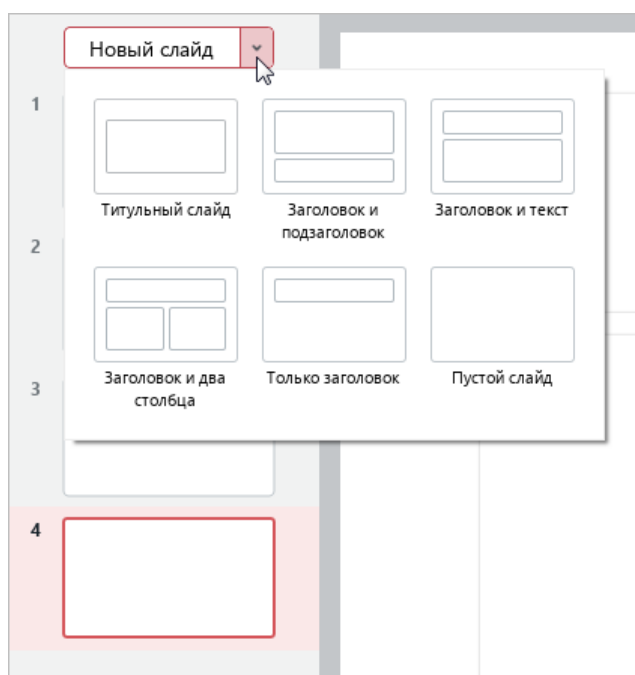 Новый слайд
1
Титульный слайд
Заголовок и
подзаголовок
Заголовок и текст
2
Заголовок и два
столбца
Только заголовок
Пустой слайд
3
4